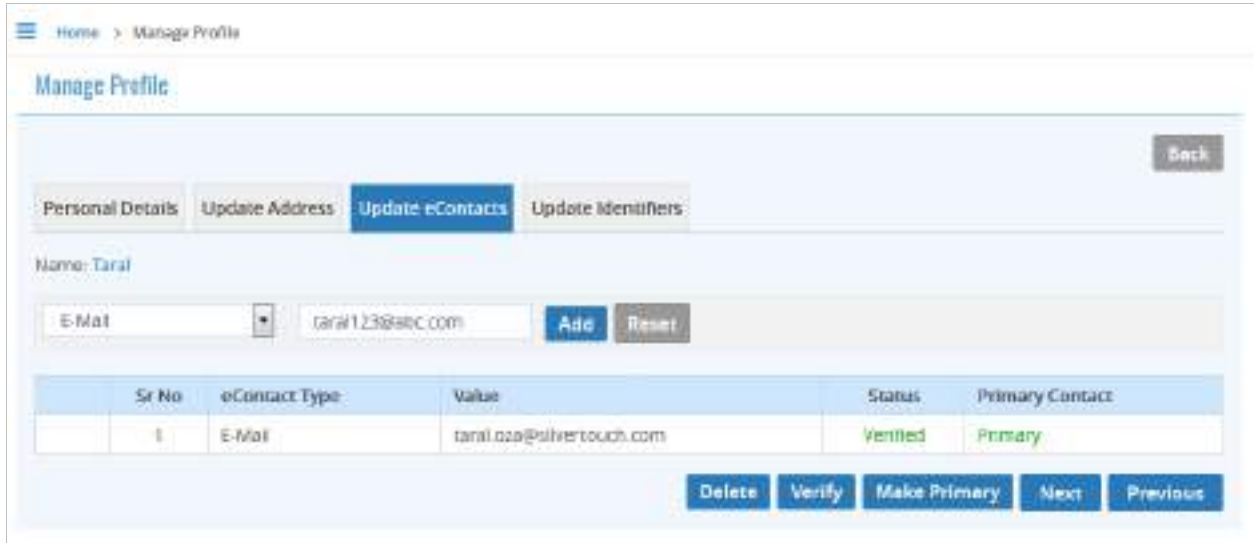 Home > Manage Profile
Manage Profile
Back
Personal Details Update Address Update eContacts Update Identifiers
Name: Taral
E-Mail taral123@abc.com Add Reset
Sr No eContact Type Value Status Primary Contact
1 E-Mail taral.oza@silvertouch.com Verified Primary
Delete Verify Make Primary Next Previous